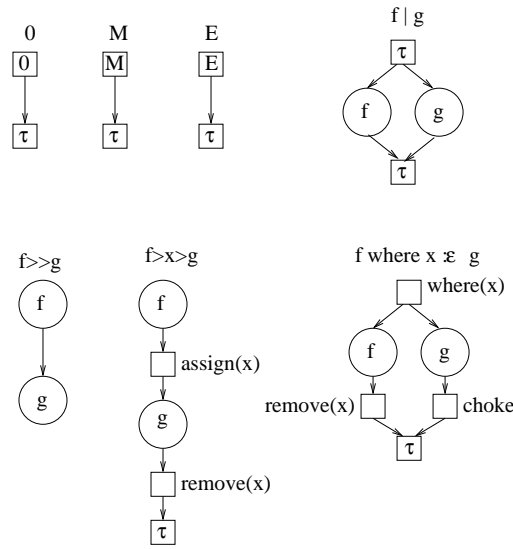 0 M E
0 M E
τ τ τ
f | g
τ
f g
τ
f>>g
f
g
f>x>g
f
assign(x)
g
remove(x)
τ
f where x :ε g
where(x)
f g
remove(x) choke
τ